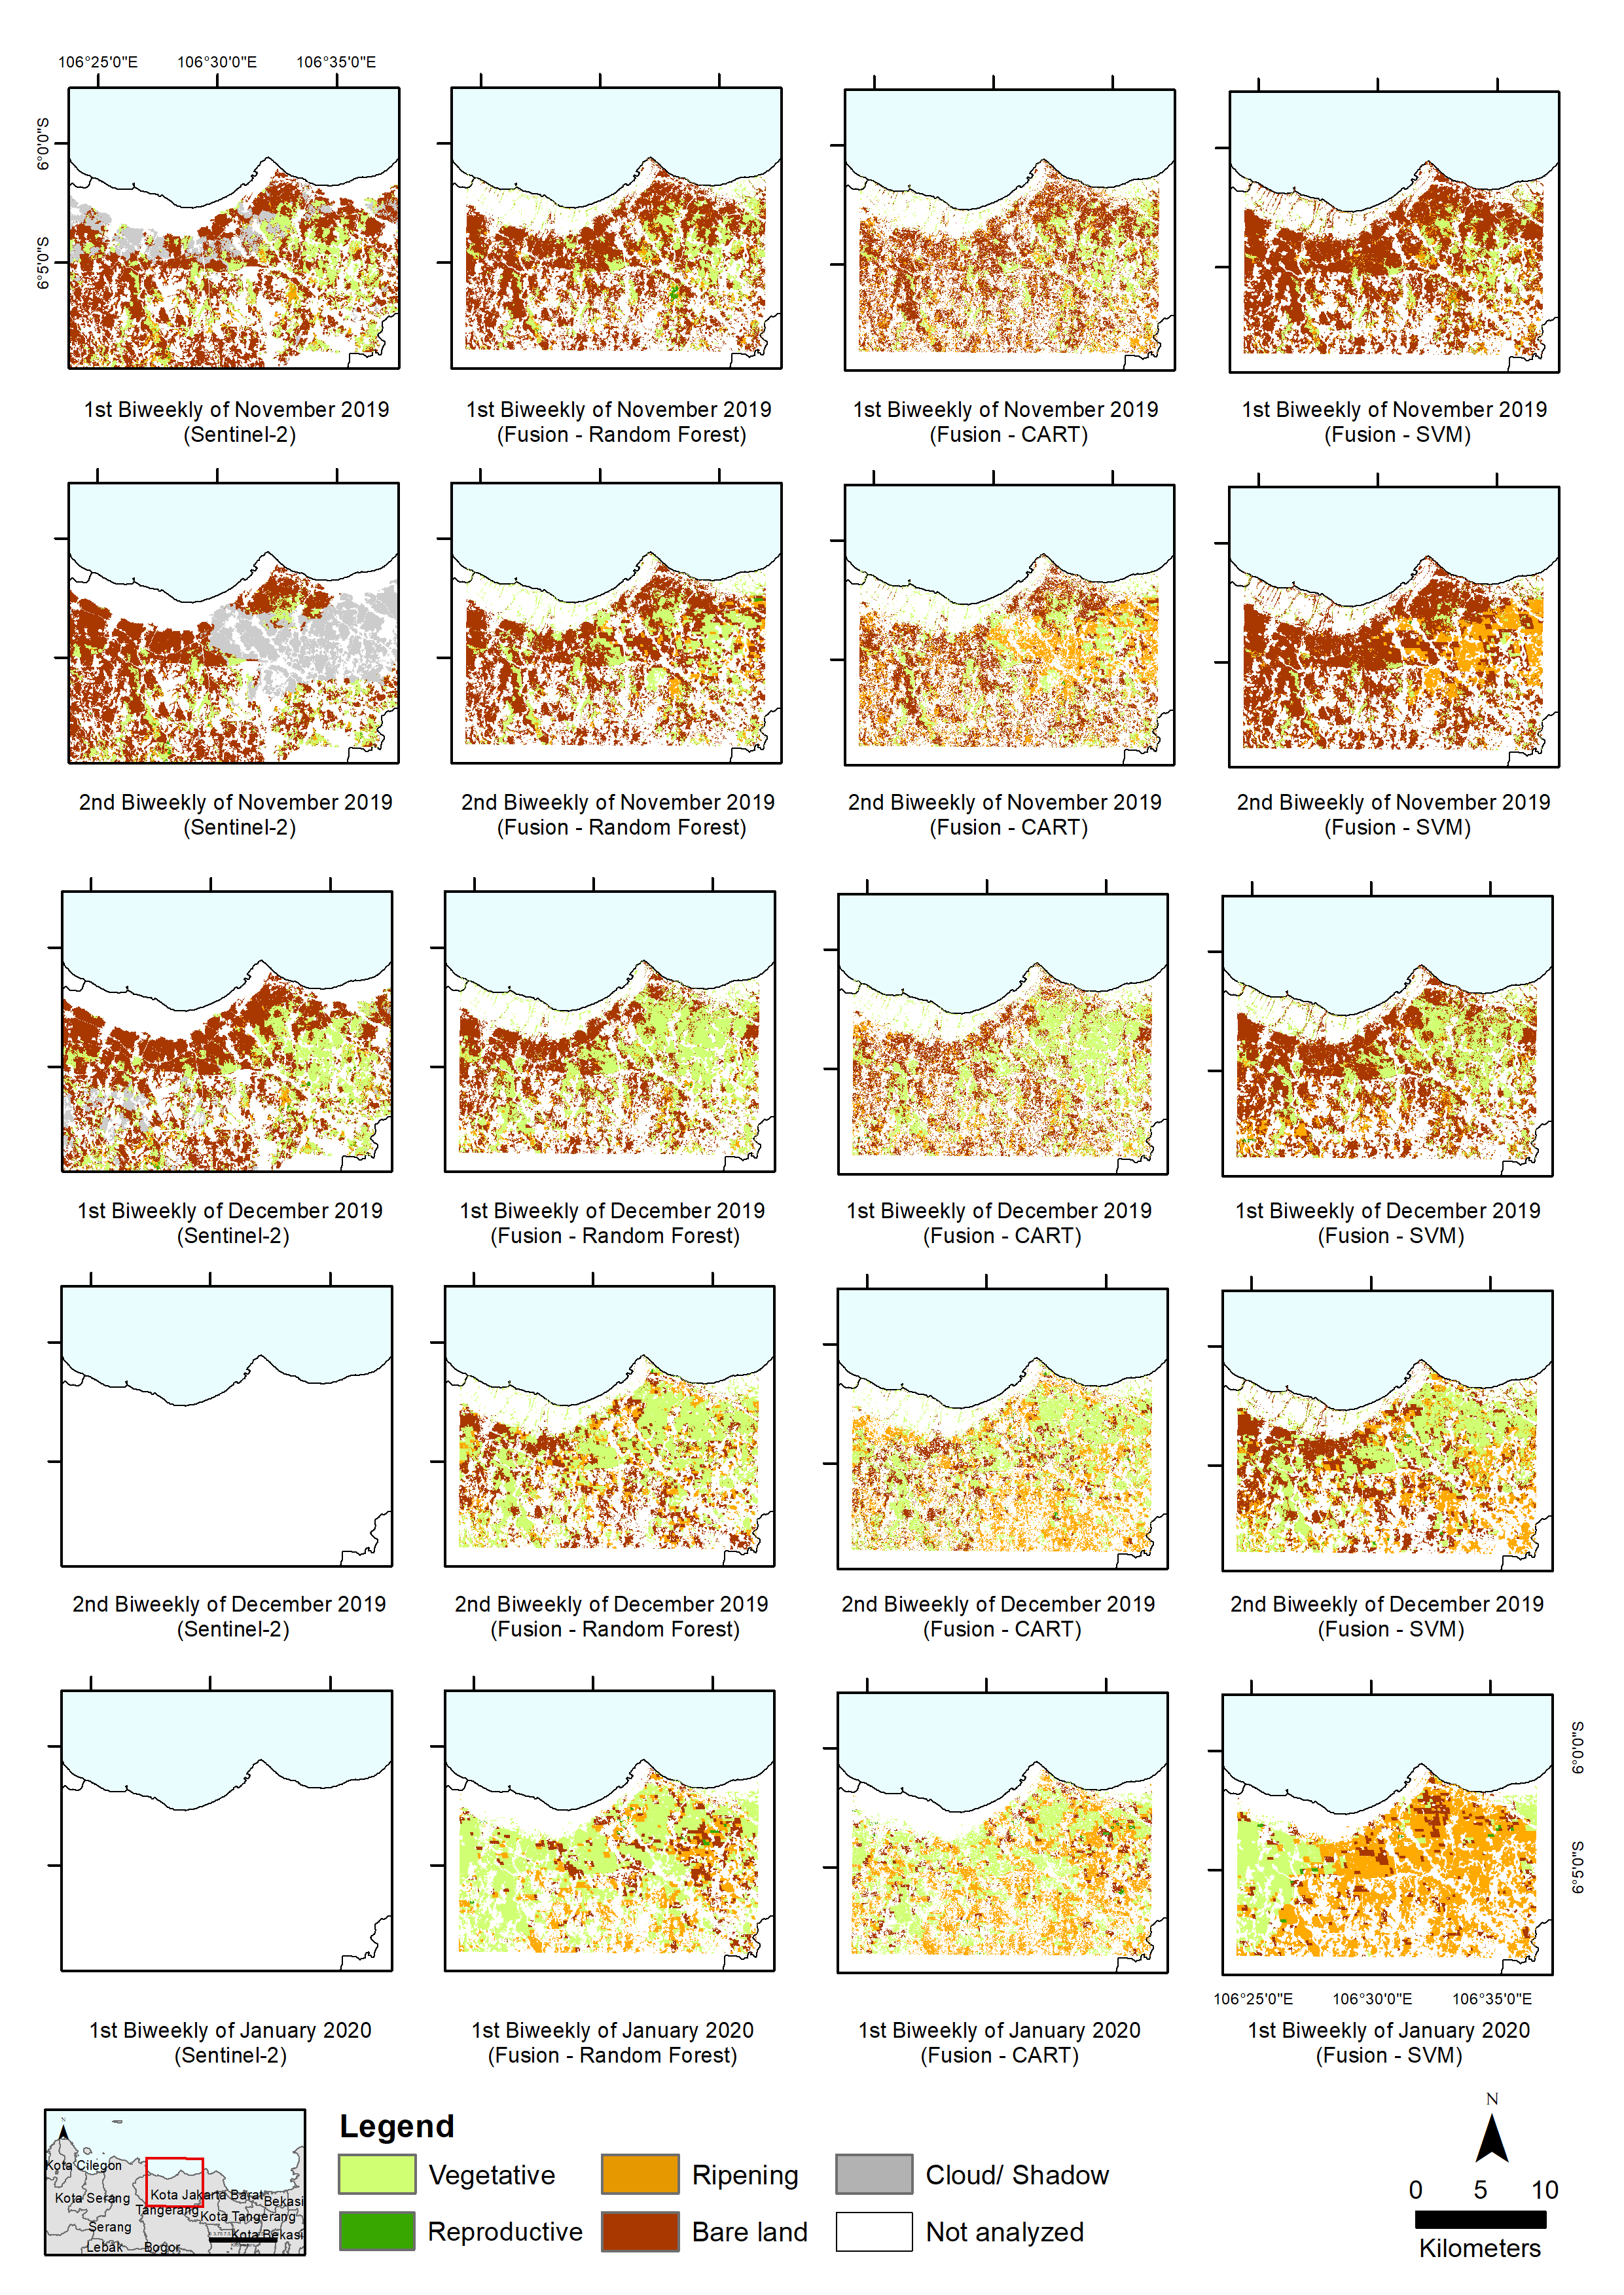 106°25'0"E 106°30'0"E 106°35'0"E
6°0'0"S
6°5'0"S
1st Biweekly of November 2019
(Sentinel-2)
1st Biweekly of November 2019
(Fusion - Random Forest)
1st Biweekly of November 2019
(Fusion - CART)
1st Biweekly of November 2019
(Fusion - SVM)
2nd Biweekly of November 2019
(Sentinel-2)
2nd Biweekly of November 2019
(Fusion - Random Forest)
2nd Biweekly of November 2019
(Fusion - CART)
2nd Biweekly of November 2019
(Fusion - SVM)
1st Biweekly of December 2019
(Sentinel-2)
1st Biweekly of December 2019
(Fusion - Random Forest)
1st Biweekly of December 2019
(Fusion - CART)
1st Biweekly of December 2019
(Fusion - SVM)
2nd Biweekly of December 2019
(Sentinel-2)
2nd Biweekly of December 2019
(Fusion - Random Forest)
2nd Biweekly of December 2019
(Fusion - CART)
2nd Biweekly of December 2019
(Fusion - SVM)
6°0'0"S
6°5'0"S
106°25'0"E 106°30'0"E 106°35'0"E
1st Biweekly of January 2020
(Sentinel-2)
1st Biweekly of January 2020
(Fusion - Random Forest)
1st Biweekly of January 2020
(Fusion - CART)
1st Biweekly of January 2020
(Fusion - SVM)
N
Kota Cilegon
Kota Serang
Kota Jakarta Barat
Bekasi
Tangerang
Kota Tangerang
Serang
Kota Bekasi
Lebak
Bogor
Legend
Vegetative
Ripening
Cloud/ Shadow
Reproductive
Bare land
Not analyzed
N
0 5 10
Kilometers